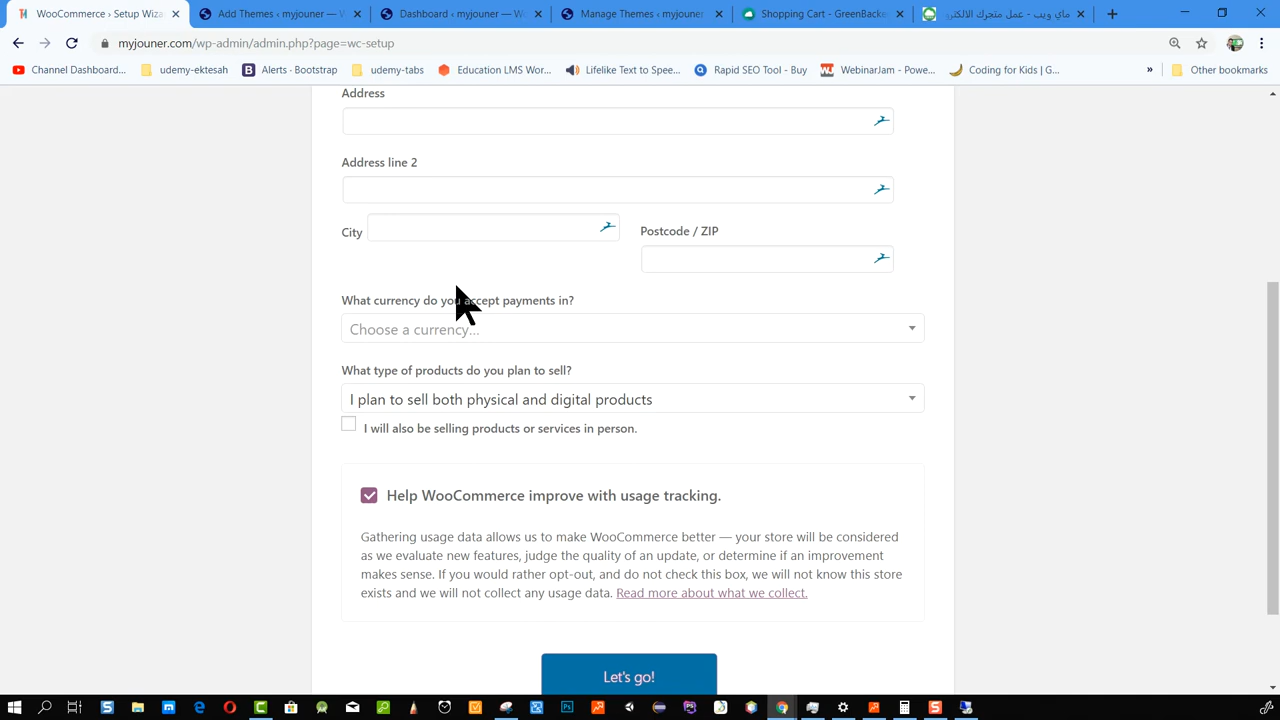 WooCommerce › Setup Wiza
Add Themes ‹ myjouner — W
Dashboard ‹ myjouner — Wo
Manage Themes ‹ myjouner
Shopping Cart - GreenBacke
ماي ويب - عمل متجرك الالكترو
myjouner.com/wp-admin/admin.php?page=wc-setup
Channel Dashboard...
udemy-ektesah
Alerts · Bootstrap
udemy-tabs
Education LMS Wor...
Lifelike Text to Spee...
Rapid SEO Tool - Buy
WebinarJam - Powe...
Coding for Kids | G...
»
Other bookmarks
Address
Address line 2
City
Postcode / ZIP
What currency do you accept payments in?
Choose a currency...
What type of products do you plan to sell?
I plan to sell both physical and digital products
I will also be selling products or services in person.
Help WooCommerce improve with usage tracking.
Gathering usage data allows us to make WooCommerce better — your store will be considered
as we evaluate new features, judge the quality of an update, or determine if an improvement
makes sense. If you would rather opt-out, and do not check this box, we will not know this store
exists and we will not collect any usage data. Read more about what we collect.
Let's go!